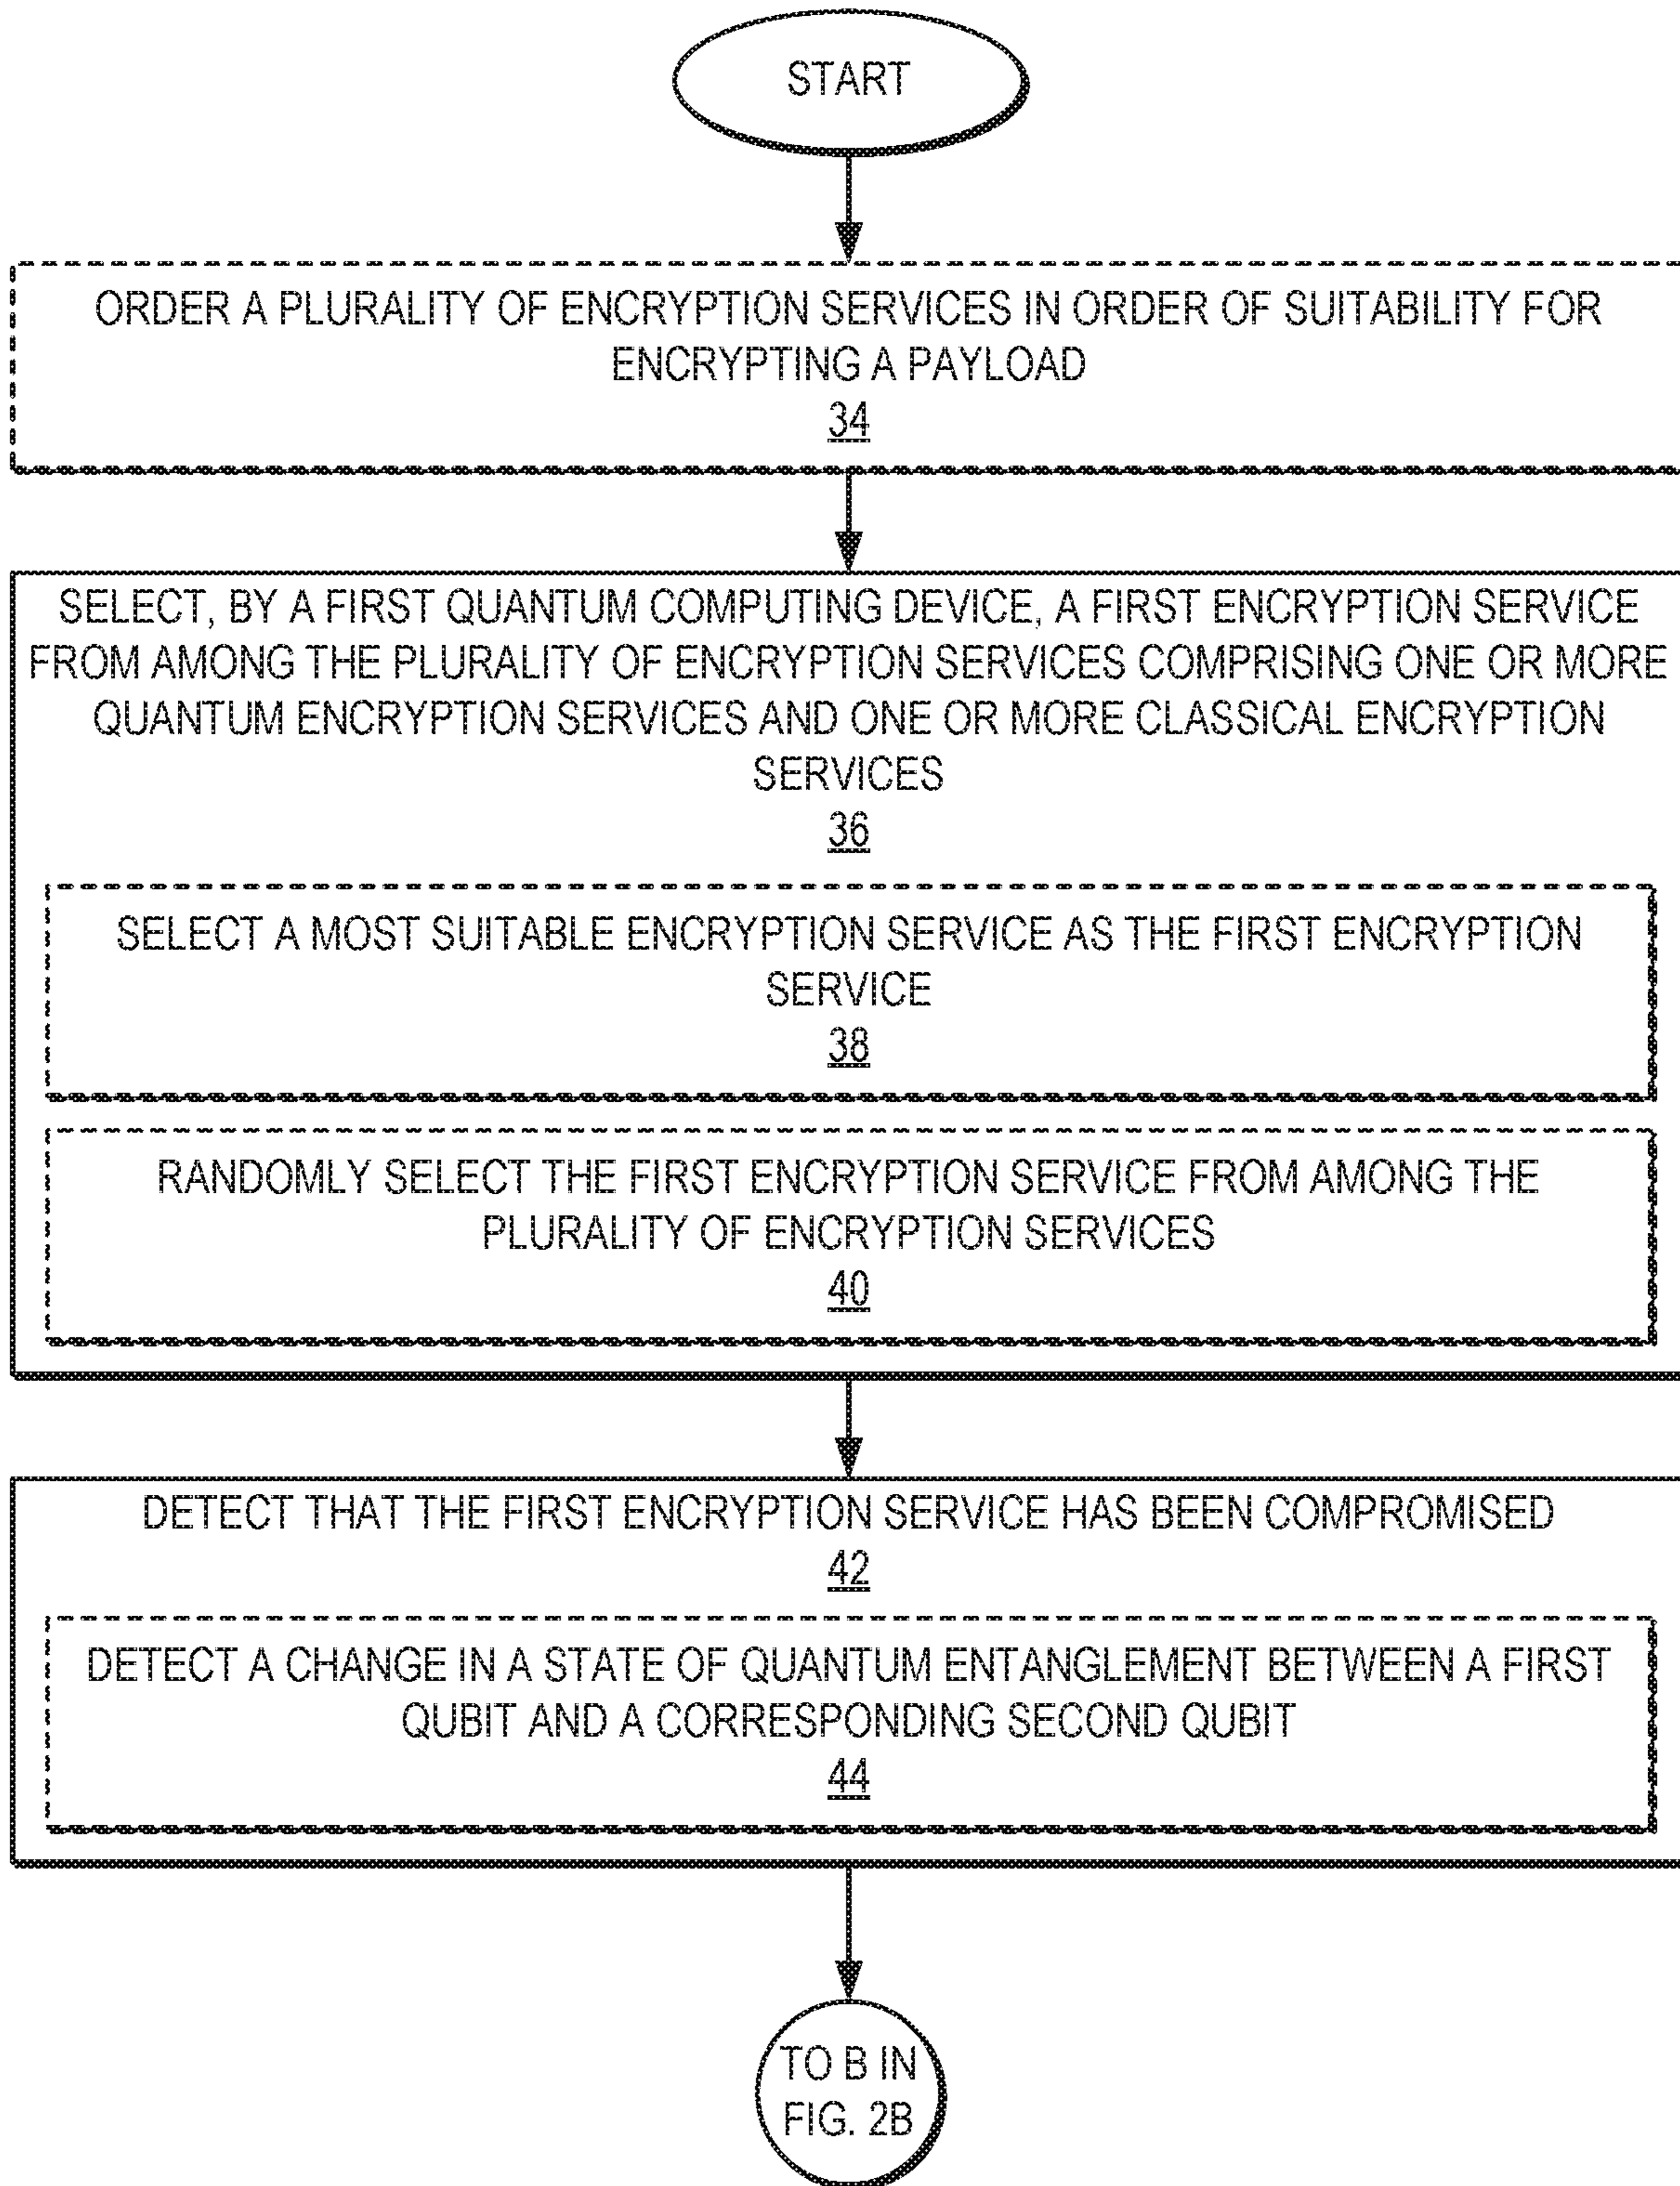 START
ORDER A PLURALITY OF ENCRYPTION SERVICES IN ORDER OF SUITABILITY FOR
ENCRYPTING A PAYLOAD
34
SELECT, BY A FIRST QUANTUM COMPUTING DEVICE, A FIRST ENCRYPTION SERVICE
FROM AMONG THE PLURALITY OF ENCRYPTION SERVICES COMPRISING ONE OR MORE
QUANTUM ENCRYPTION SERVICES AND ONE OR MORE CLASSICAL ENCRYPTION
SERVICES
36
SELECT A MOST SUITABLE ENCRYPTION SERVICE AS THE FIRST ENCRYPTION
SERVICE
38
RANDOMLY SELECT THE FIRST ENCRYPTION SERVICE FROM AMONG THE
PLURALITY OF ENCRYPTION SERVICES
40
DETECT THAT THE FIRST ENCRYPTION SERVICE HAS BEEN COMPROMISED
42
DETECT A CHANGE IN A STATE OF QUANTUM ENTANGLEMENT BETWEEN A FIRST
QUBIT AND A CORRESPONDING SECOND QUBIT
44
TO B IN
FIG. 2B